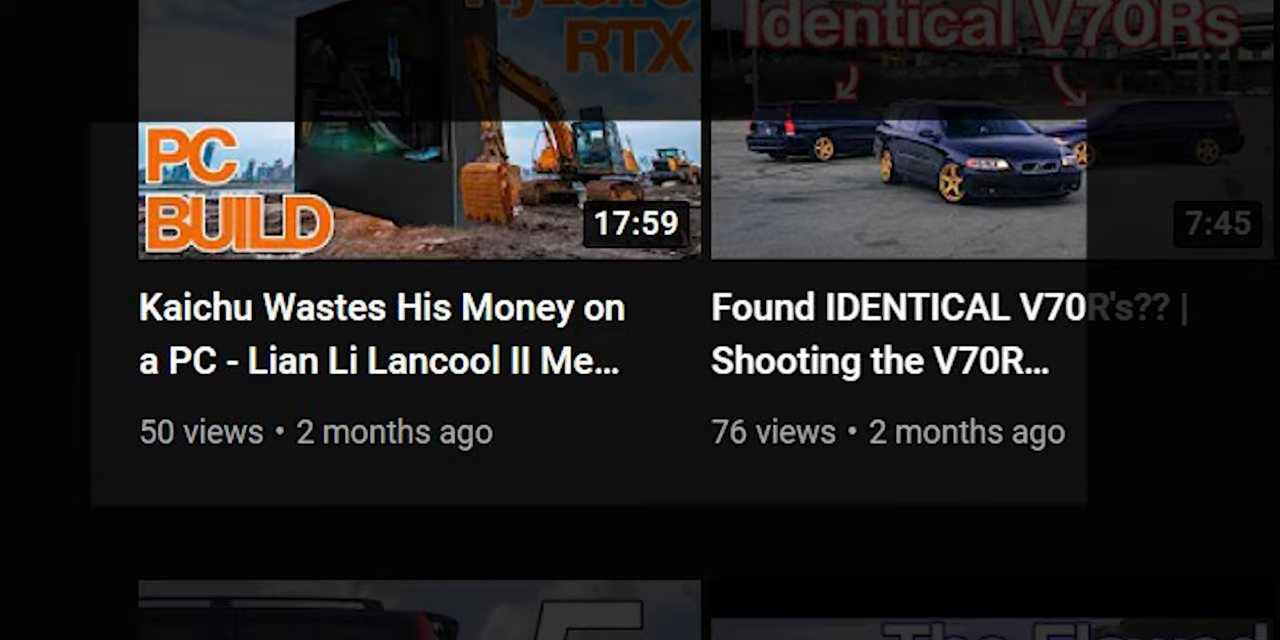 RTX
Identical V70Rs
PC
BUILD
17:59
7:45
Kaichu Wastes His Money on
a PC - Lian Li Lancool II Me...
50 views • 2 months ago
Found IDENTICAL V70R's?? |
Shooting the V70R...
76 views • 2 months ago